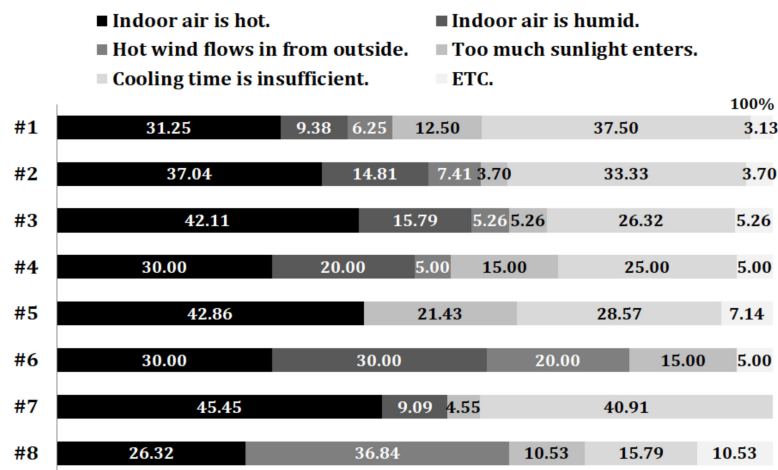 Indoor air is hot. Indoor air is humid.
Hot wind flows in from outside. Too much sunlight enters.
Cooling time is insufficient. ETC.
100%
#1 31.25 9.38 6.25 12.50 37.50 3.13
#2 37.04 14.81 7.41 3.70 33.33 3.70
#3 42.11 15.79 5.26 5.26 26.32 5.26
#4 30.00 20.00 5.00 15.00 25.00 5.00
#5 42.86 21.43 28.57 7.14
#6 30.00 30.00 20.00 15.00 5.00
#7 45.45 9.09 4.55 40.91
#8 26.32 36.84 10.53 15.79 10.53